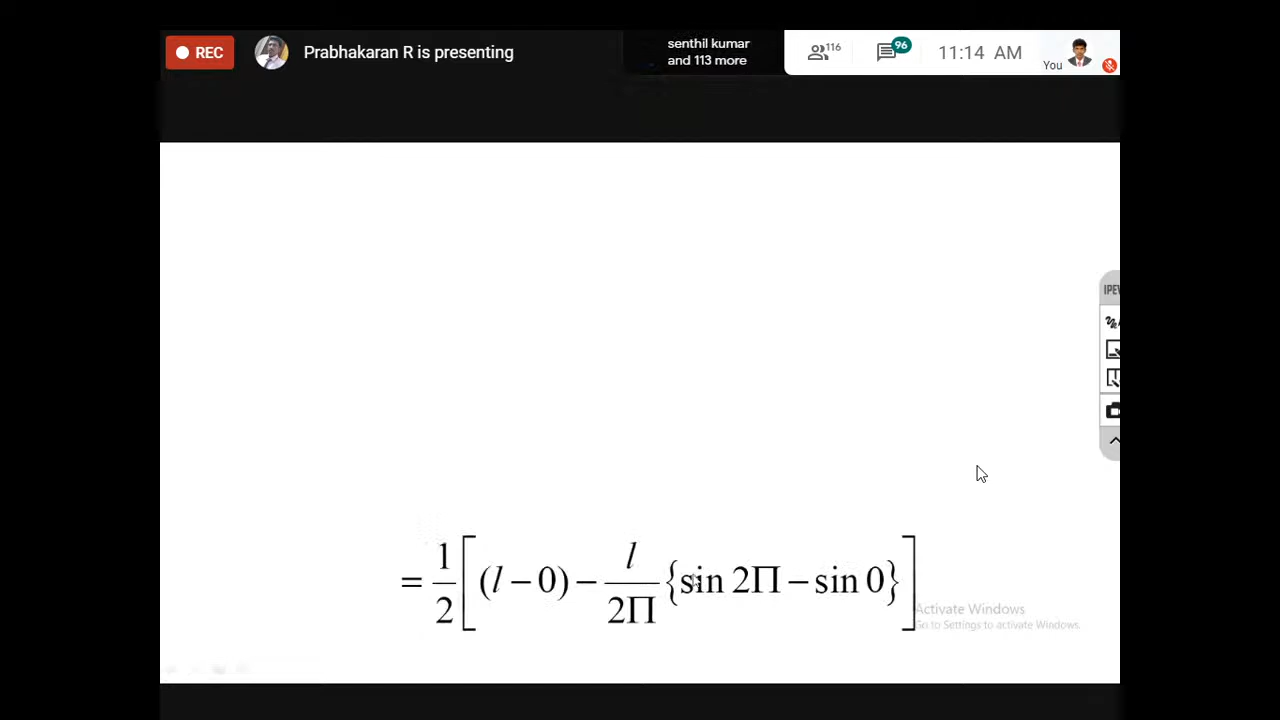 REC
Prabhakaran R is presenting
senthil kumar
and 113 more
116
96
11:14 AM
You
= 1/2 [ (l − 0) − l/2Π {sin 2Π − sin 0} ]
Activate Windows
Go to Settings to activate Windows.